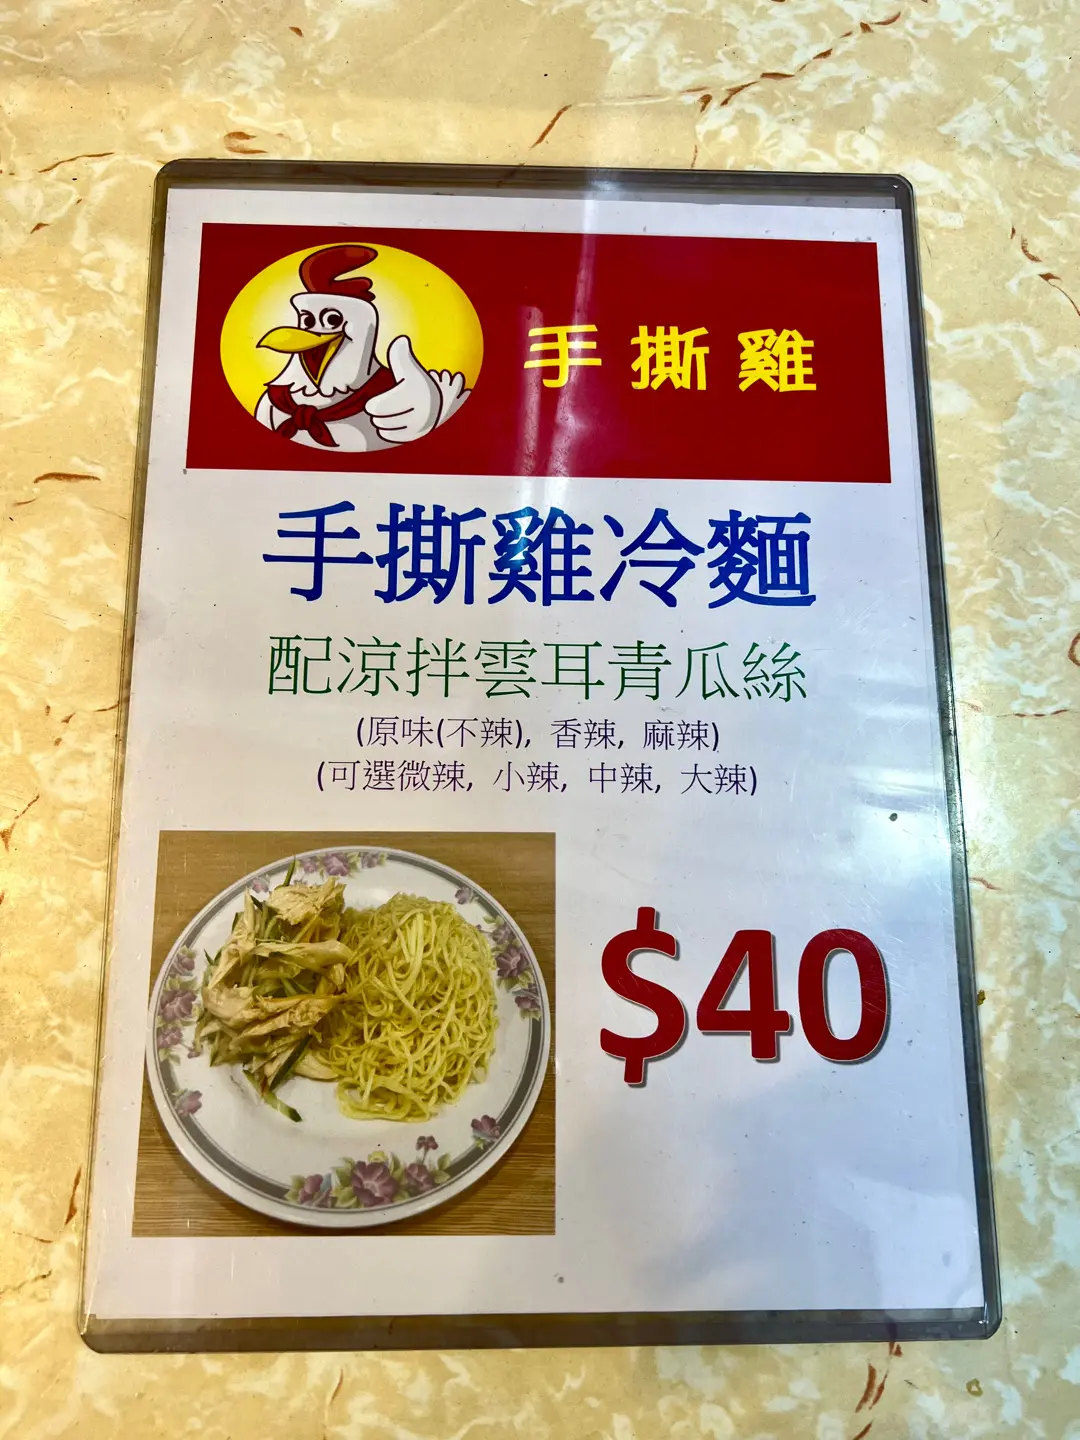 手撕雞
手撕雞冷麵
配涼拌雲耳青瓜絲
(原味(不辣), 香辣, 麻辣)
(可選微辣, 小辣, 中辣, 大辣)
$40